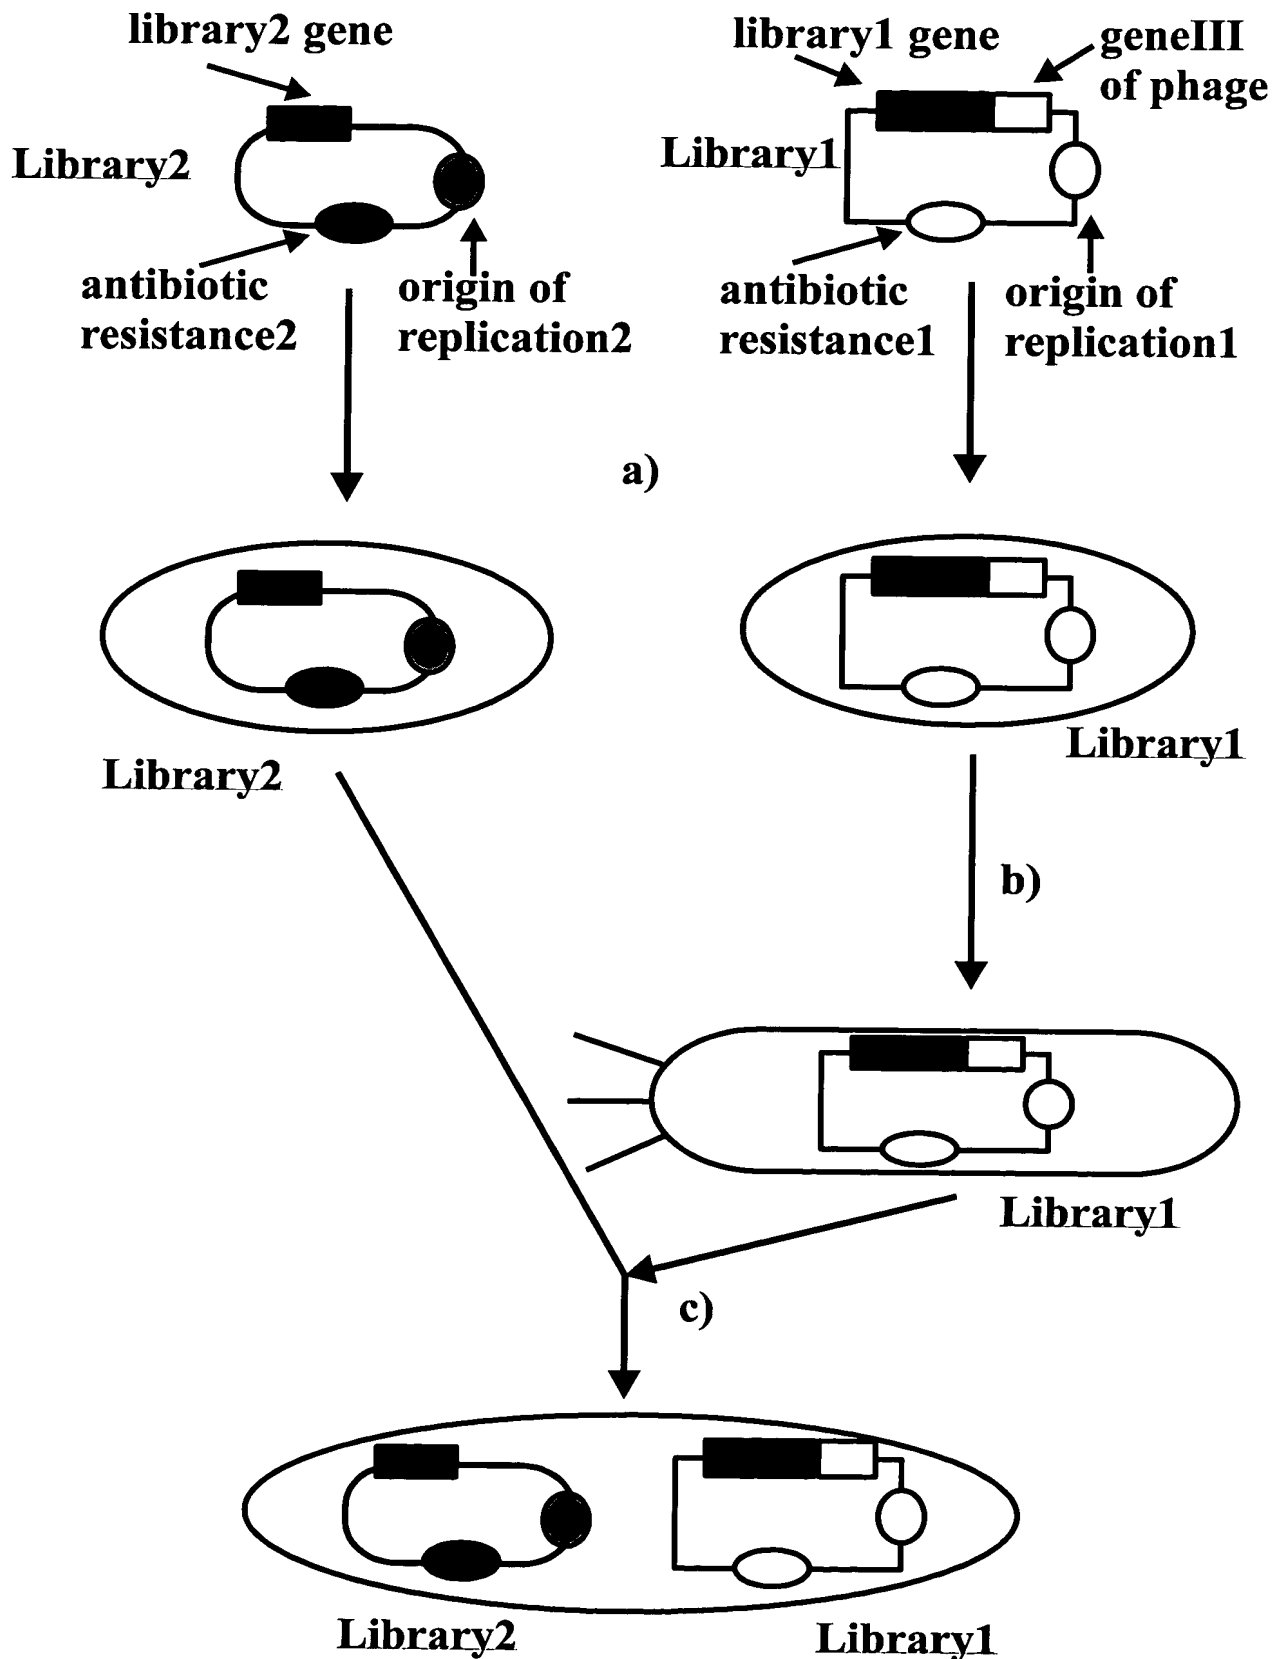 library2 gene
library1 gene
geneIII
of phage
Library2
Library1
antibiotic
resistance2
origin of
replication2
antibiotic
resistance1
origin of
replication1
a)
Library2
Library1
b)
Library1
c)
Library2
Library1